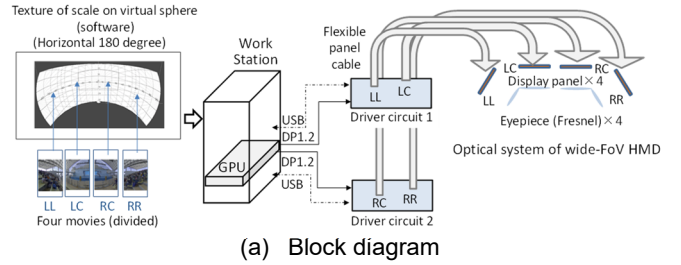 Texture of scale on virtual sphere
(software)
(Horizontal 180 degree)
LL LC RC RR
Four movies (divided)
Work
Station
GPU
USB
DP1.2
DP1.2
USB
Flexible
panel
cable
LL LC
Driver circuit 1
RC RR
Driver circuit 2
LC RC
Display panel×4
LL RR
Eyepiece (Fresnel)×4
Optical system of wide-FoV HMD
(a) Block diagram